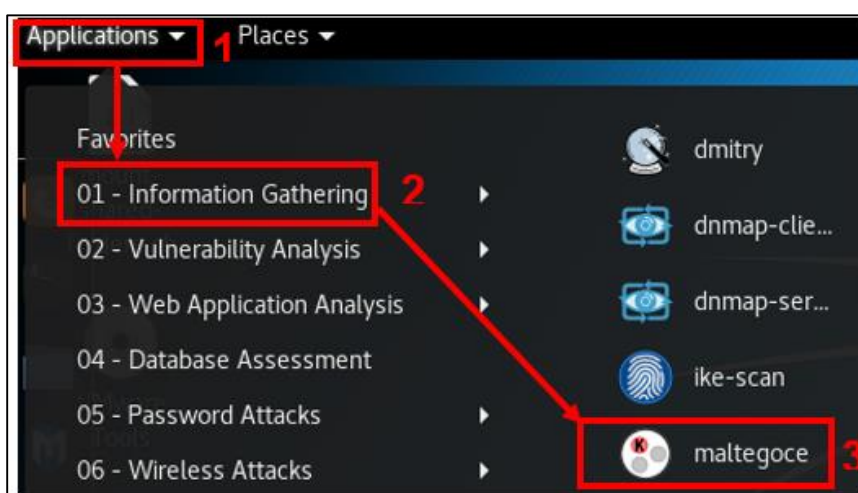 Applications 1 Places
Favorites
01 - Information Gathering 2
02 - Vulnerability Analysis
03 - Web Application Analysis
04 - Database Assessment
05 - Password Attacks
06 - Wireless Attacks
dmitry
dnmap-clie...
dnmap-ser...
ike-scan
maltegoce 3